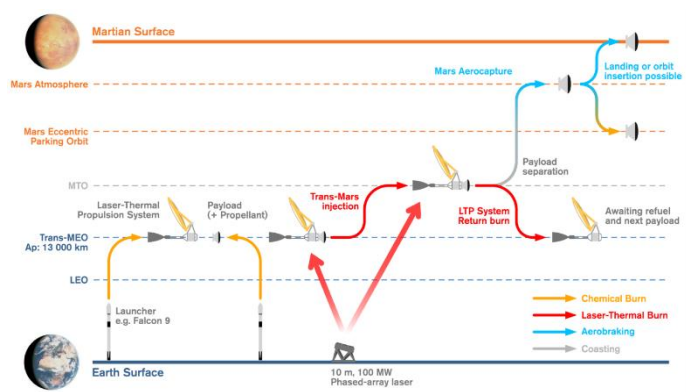 Martian Surface
Mars Aerocapture
Landing or orbit
insertion possible
Mars Atmosphere
Mars Eccentric
Parking Orbit
Payload
separation
MTO
Trans-Mars
injection
Laser-Thermal
Propulsion System
Payload
(+ Propellant)
LTP System
Return burn
Awaiting refuel
and next payload
Trans-MEO
Ap: 13 000 km
LEO
Launcher
e.g. Falcon 9
Chemical Burn
Laser-Thermal Burn
Aerobraking
Coasting
Earth Surface
10 m, 100 MW
Phased-array laser